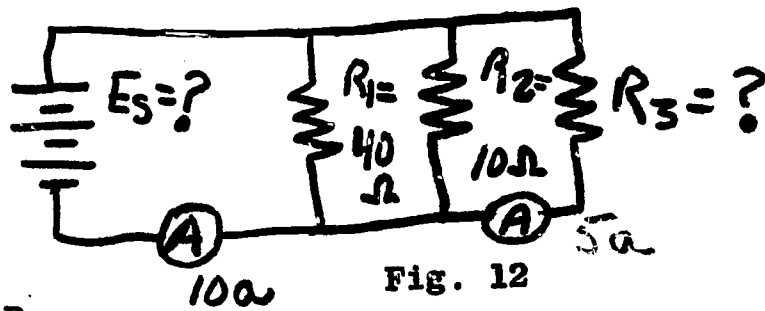 Es=?
R1=
40
Ω
R2=
10Ω
R3=?
A
10a
A
5a
Fig. 12